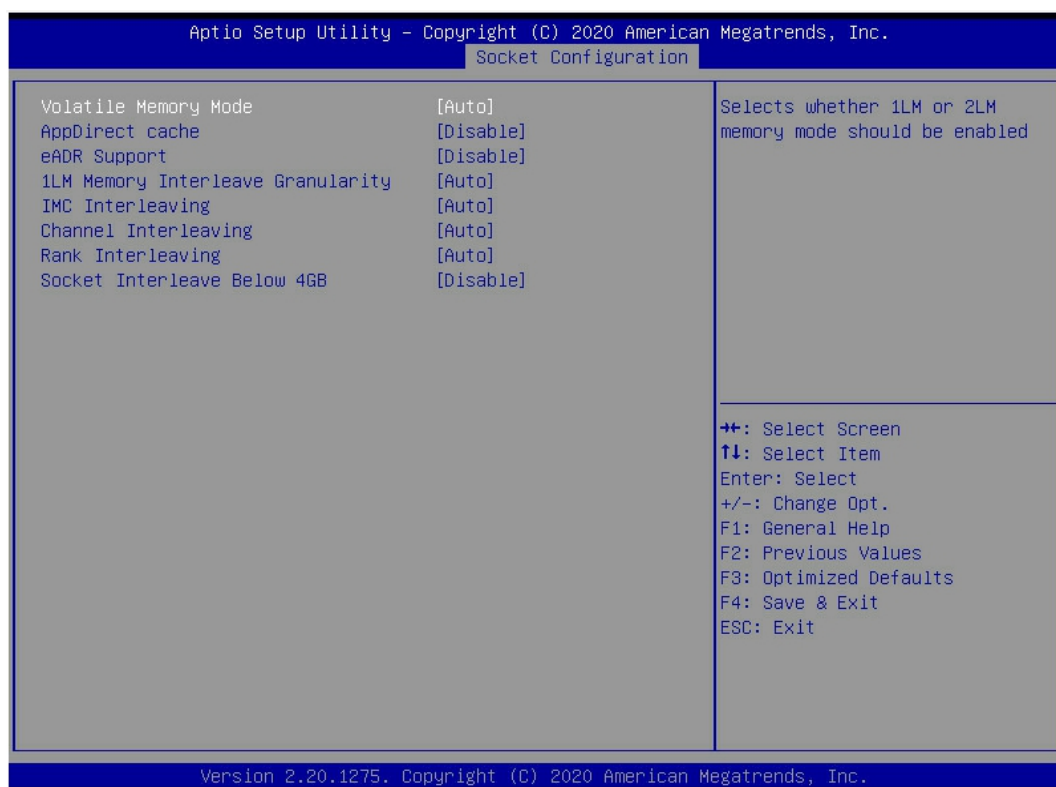 Aptio Setup Utility – Copyright (C) 2020 American Megatrends, Inc.
Socket Configuration
Volatile Memory Mode [Auto]
AppDirect cache [Disable]
eADR Support [Disable]
1LM Memory Interleave Granularity [Auto]
IMC Interleaving [Auto]
Channel Interleaving [Auto]
Rank Interleaving [Auto]
Socket Interleave Below 4GB [Disable]
Selects whether 1LM or 2LM
memory mode should be enabled
→←: Select Screen
↑↓: Select Item
Enter: Select
+/-: Change Opt.
F1: General Help
F2: Previous Values
F3: Optimized Defaults
F4: Save & Exit
ESC: Exit
Version 2.20.1275. Copyright (C) 2020 American Megatrends, Inc.